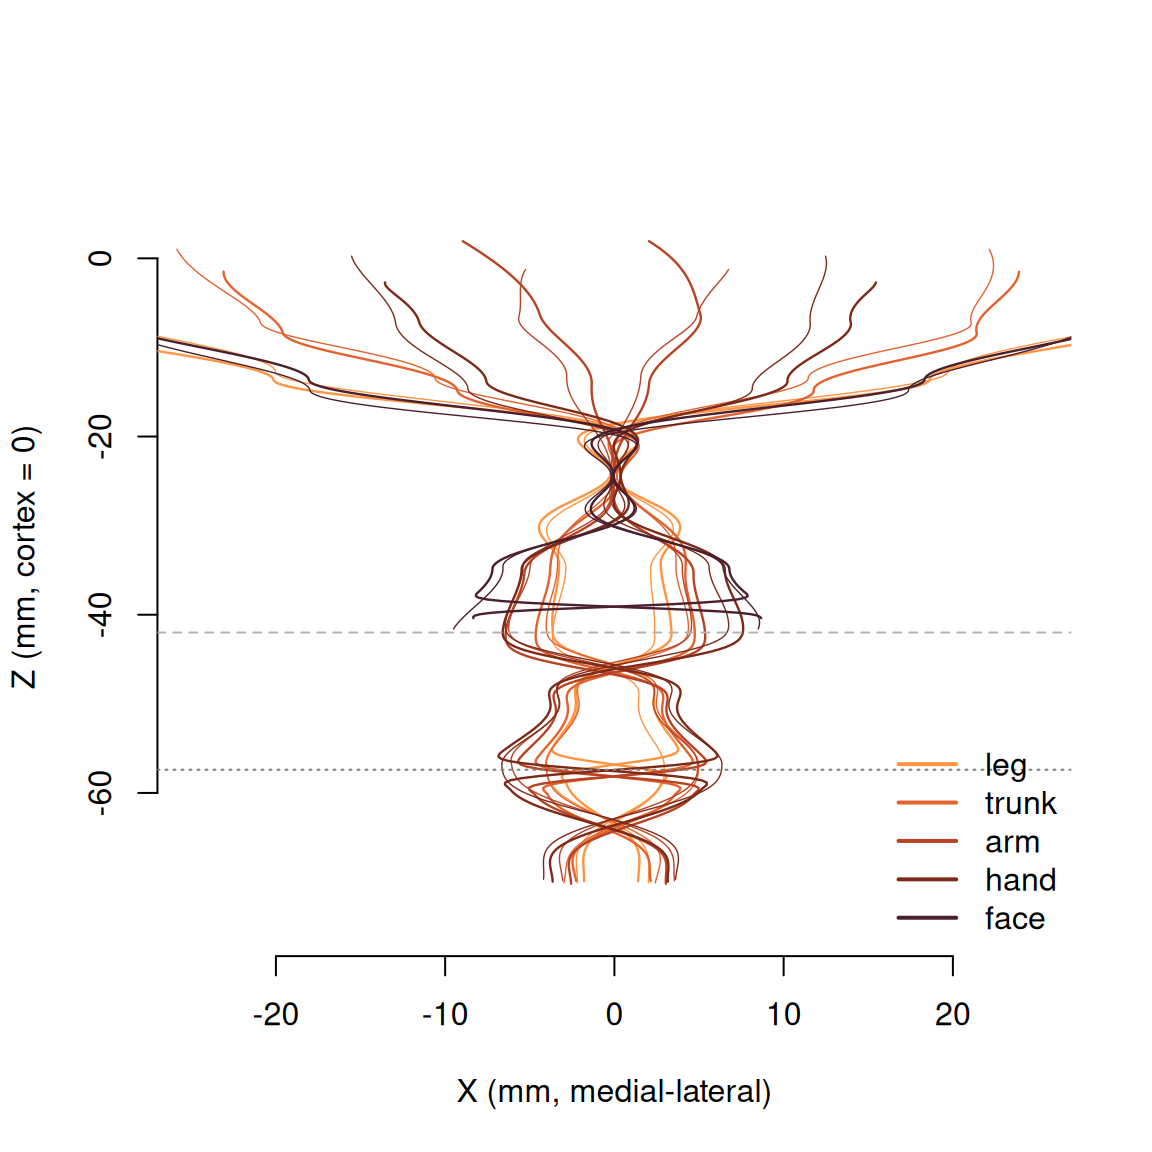 0
-20
-40
-60
Z (mm, cortex = 0)
leg
trunk
arm
hand
face
-20 -10 0 10 20
X (mm, medial-lateral)